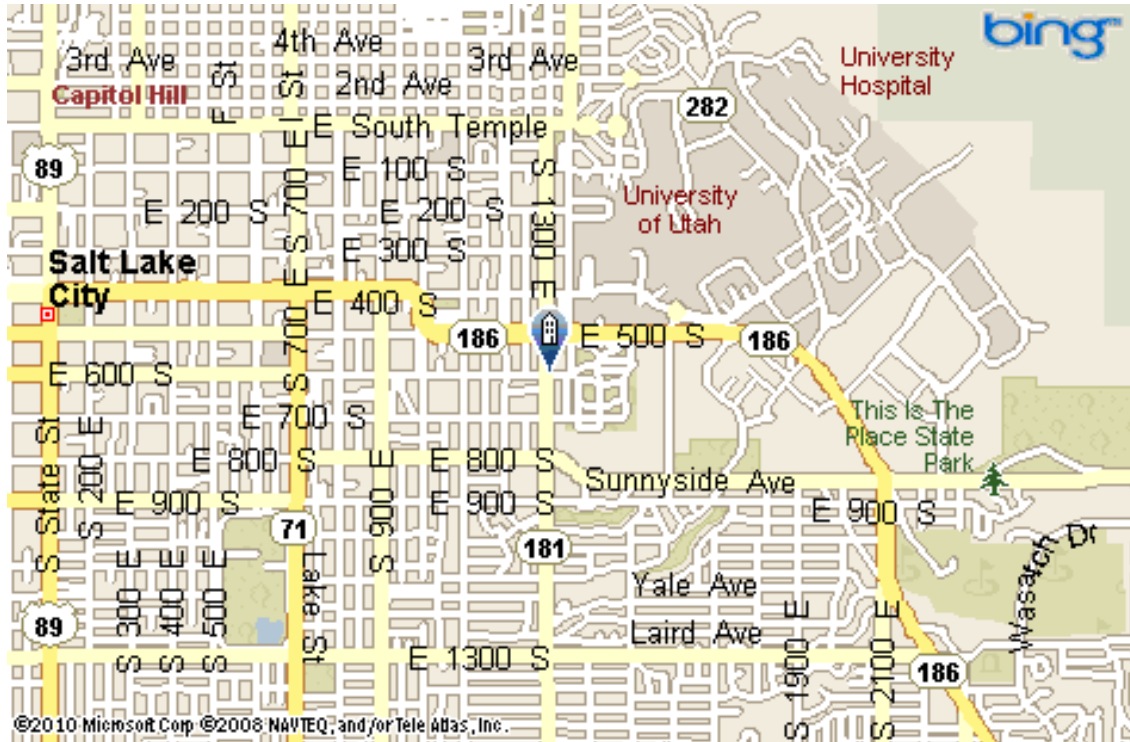 bing™
4th Ave
3rd Ave
3rd Ave
University
Hospital
2nd Ave
F St
I St
Capitol Hill
282
E South Temple
89
E 100 S
S 1300 E
University
of Utah
E 200 S
E 200 S
S 700 E
E 300 S
Salt Lake
City
E 400 S
186
E 500 S
186
S 700 E
E 600 S
This Is The
Place State
Park
E 700 S
S State St
S 200 E
E 800 S
E 800 S
S 900 E
Sunnyside Ave
E 900 S
E 900 S
E 900 S
71
181
Wasatch Dr
S 300 E
S 400 E
S 500 E
Lake St
Yale Ave
89
Laird Ave
S 1900 E
S 2100 E
E 1300 S
186
©2010 Microsoft Corp ©2008 NAVTEQ, and/or Tele Atlas, Inc.